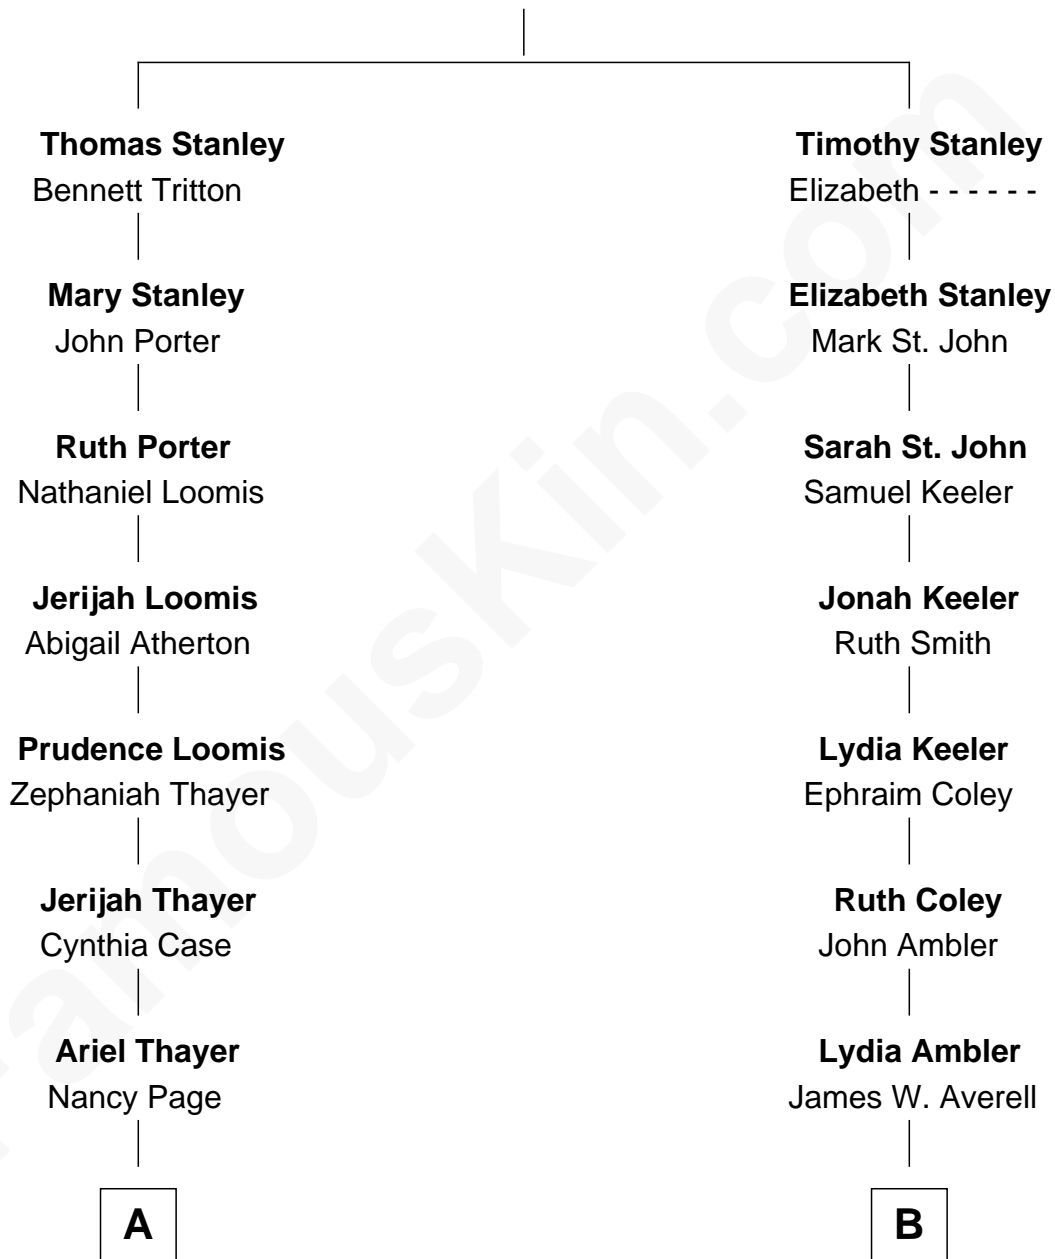 Thomas Stanley
Bennett Tritton
Mary Stanley
John Porter
Ruth Porter
Nathaniel Loomis
Jerijah Loomis
Abigail Atherton
Prudence Loomis
Zephaniah Thayer
Jerijah Thayer
Cynthia Case
Ariel Thayer
Nancy Page
A
Timothy Stanley
Elizabeth - - - - - -
Elizabeth Stanley
Mark St. John
Sarah St. John
Samuel Keeler
Jonah Keeler
Ruth Smith
Lydia Keeler
Ephraim Coley
Ruth Coley
John Ambler
Lydia Ambler
James W. Averell
B
FamousKin.com